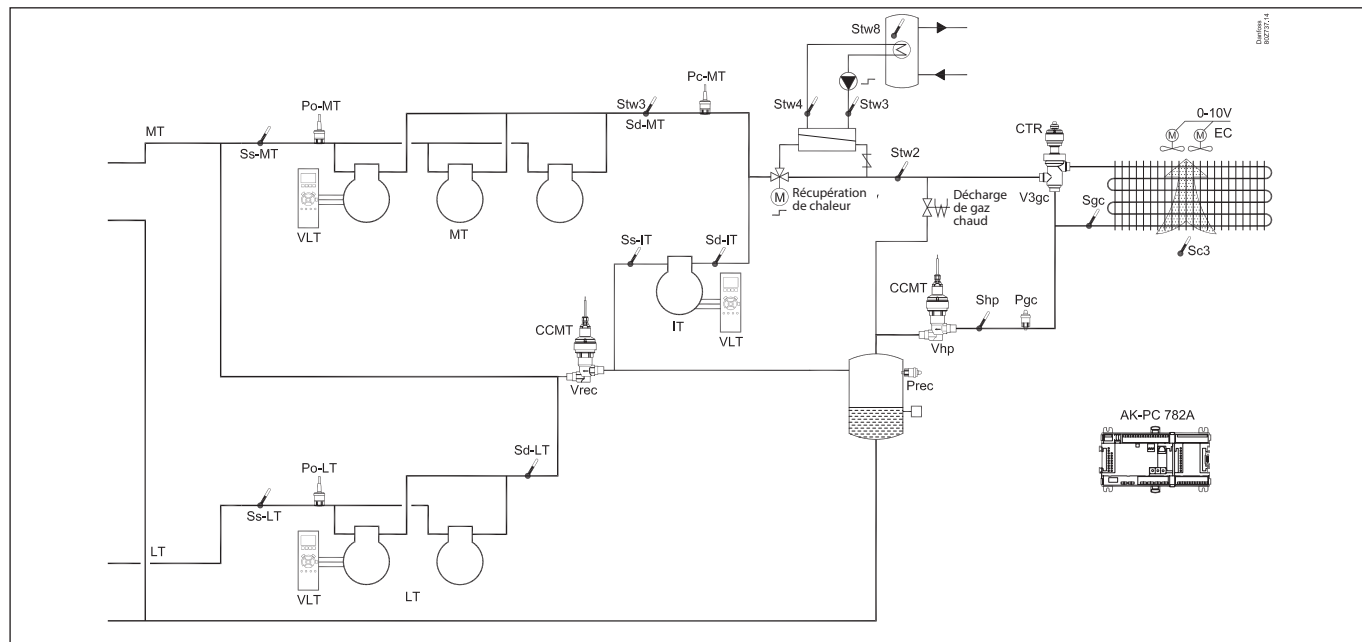 Danfoss
80Z737.14
Stw8
Pc-MT
Po-MT
Stw4
Stw3
Stw3
CTR
0-10V
M
M
EC
MT
Ss-MT
Sd-MT
Stw2
M
Récupération
de chaleur
Décharge
de gaz
chaud
V3gc
Sgc
Sc3
VLT
MT
Ss-IT
Sd-IT
CCMT
IT
VLT
CCMT
Shp
Pgc
Vhp
Vrec
Prec
AK-PC 782A
Sd-LT
Po-LT
Ss-LT
LT
VLT
LT